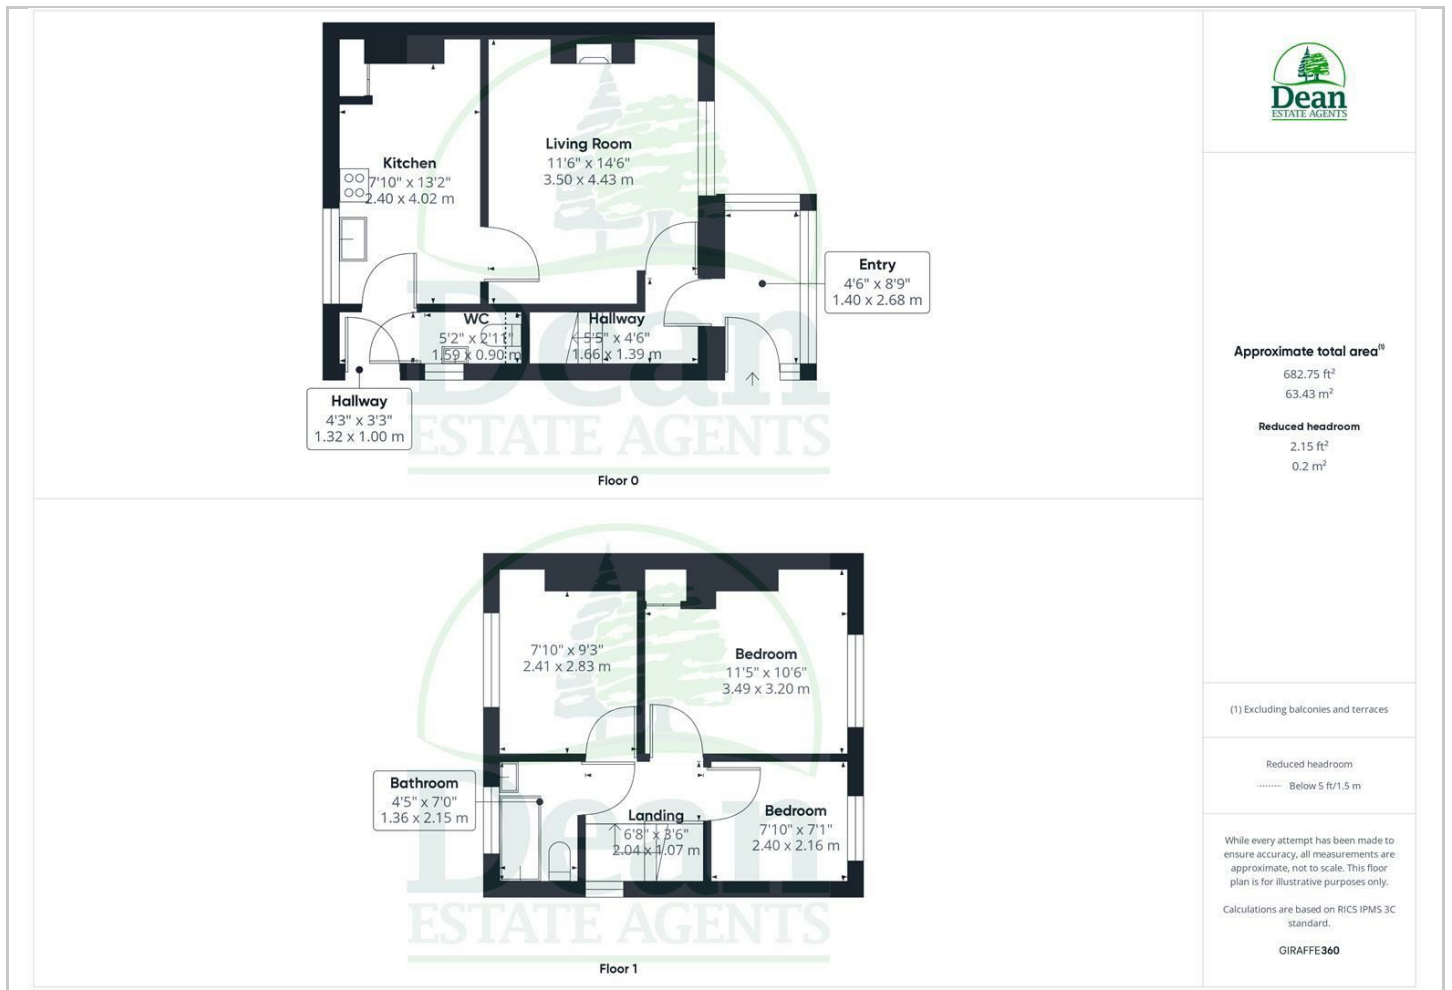 Kitchen
7'10" x 13'2"
2.40 x 4.02 m
Living Room
11'6" x 14'6"
3.50 x 4.43 m
Entry
4'6" x 8'9"
1.40 x 2.68 m
WC
5'2" x 2'11"
1.59 x 0.90 m
Hallway
5'5" x 4'6"
1.66 x 1.39 m
Hallway
4'3" x 3'3"
1.32 x 1.00 m
Dean
ESTATE AGENTS
Floor 0
7'10" x 9'3"
2.41 x 2.83 m
Bedroom
11'5" x 10'6"
3.49 x 3.20 m
Bathroom
4'5" x 7'0"
1.36 x 2.15 m
Landing
6'8" x 3'6"
2.04 x 1.07 m
Bedroom
7'10" x 7'1"
2.40 x 2.16 m
Dean
ESTATE AGENTS
Floor 1
Dean
ESTATE AGENTS
Approximate total area(1)
682.75 ft²
63.43 m²
Reduced headroom
2.15 ft²
0.2 m²
(1) Excluding balconies and terraces
Reduced headroom
Below 5 ft/1.5 m
While every attempt has been made to
ensure accuracy, all measurements are
approximate, not to scale. This floor
plan is for illustrative purposes only.
Calculations are based on RICS IPMS 3C
standard.
GIRAFFE360